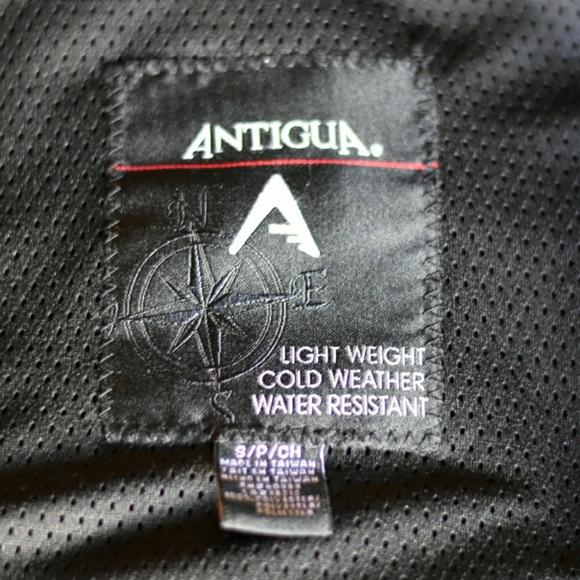 ANTIGUA.
A
N
E
S
LIGHT WEIGHT
COLD WEATHER
WATER RESISTANT
S/P/CH
MADE IN TAIWAN